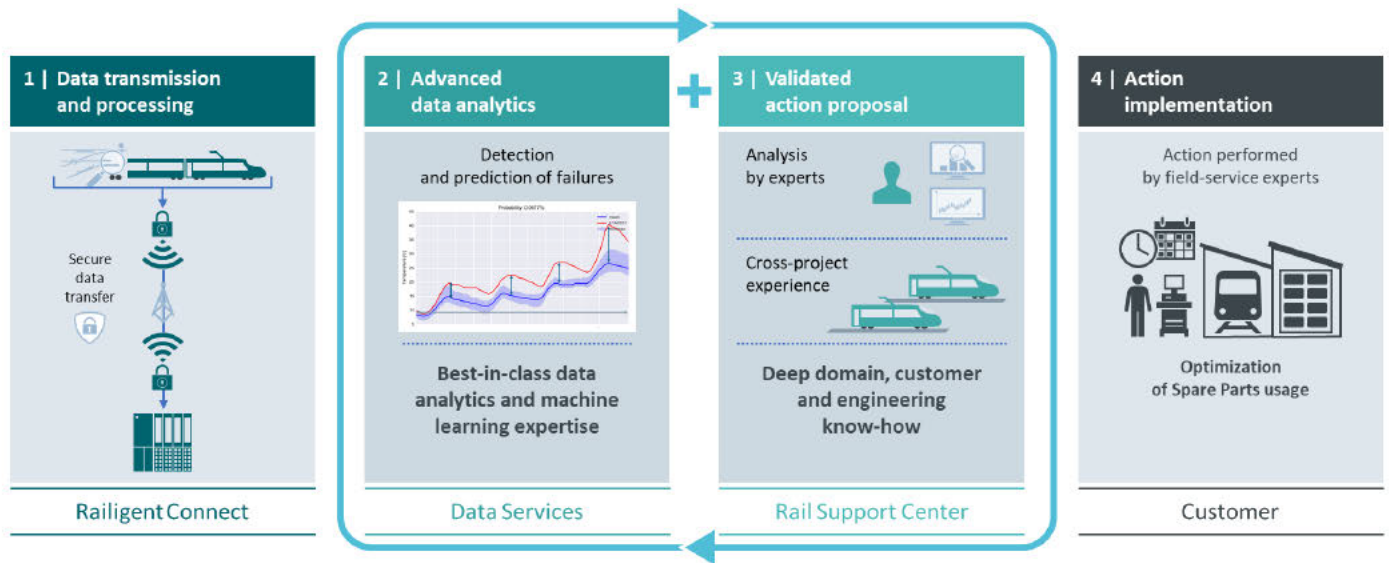 1 | Data transmission
and processing
Secure
data
transfer
Railigent Connect
2 | Advanced
data analytics
Detection
and prediction of failures
Best-in-class data
analytics and machine
learning expertise
Data Services
3 | Validated
action proposal
Analysis
by experts
Cross-project
experience
Deep domain, customer
and engineering
know-how
Rail Support Center
4 | Action
implementation
Action performed
by field-service experts
Optimization
of Spare Parts usage
Customer